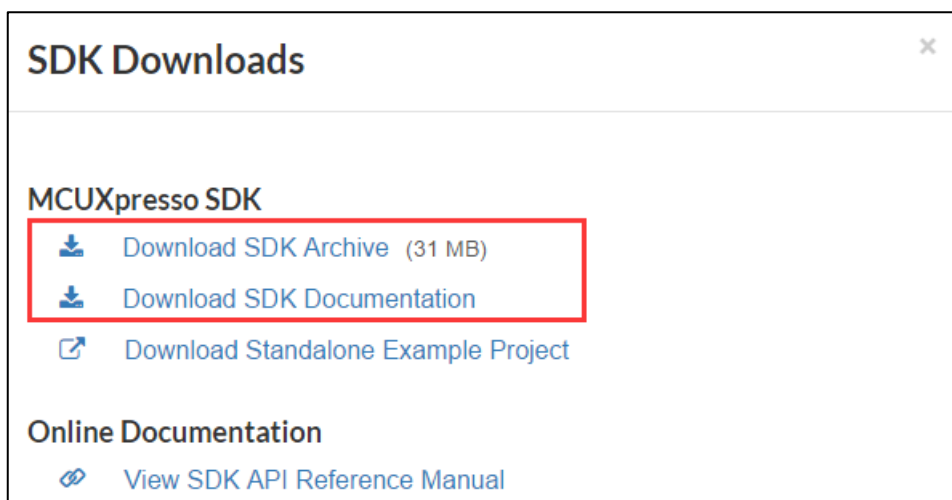 SDK Downloads ×
MCUXpresso SDK
Download SDK Archive (31 MB)
Download SDK Documentation
Download Standalone Example Project
Online Documentation
View SDK API Reference Manual